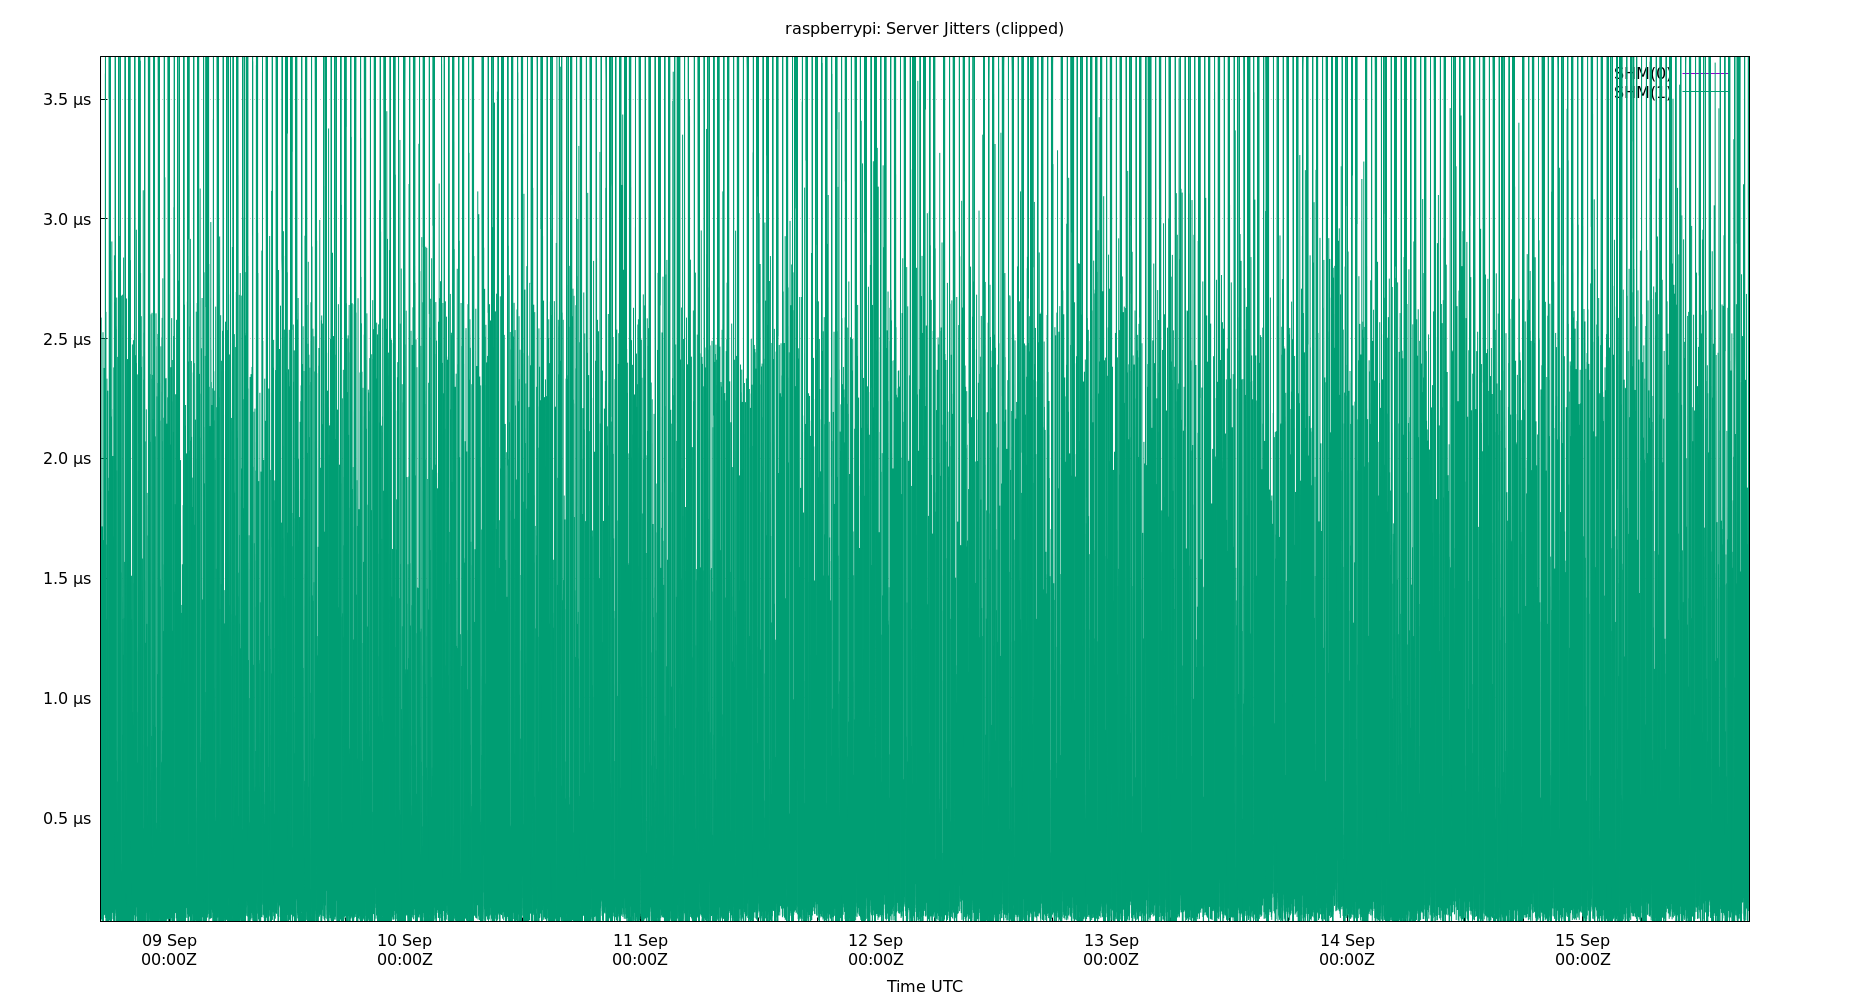 raspberrypi: Server Jitters (clipped)
SHM(0)
SHM(1)
3.5 μs
3.0 μs
2.5 μs
2.0 μs
1.5 μs
1.0 μs
0.5 μs
09 Sep 10 Sep 11 Sep 12 Sep 13 Sep 14 Sep 15 Sep
00:00Z 00:00Z 00:00Z 00:00Z 00:00Z 00:00Z 00:00Z
Time UTC